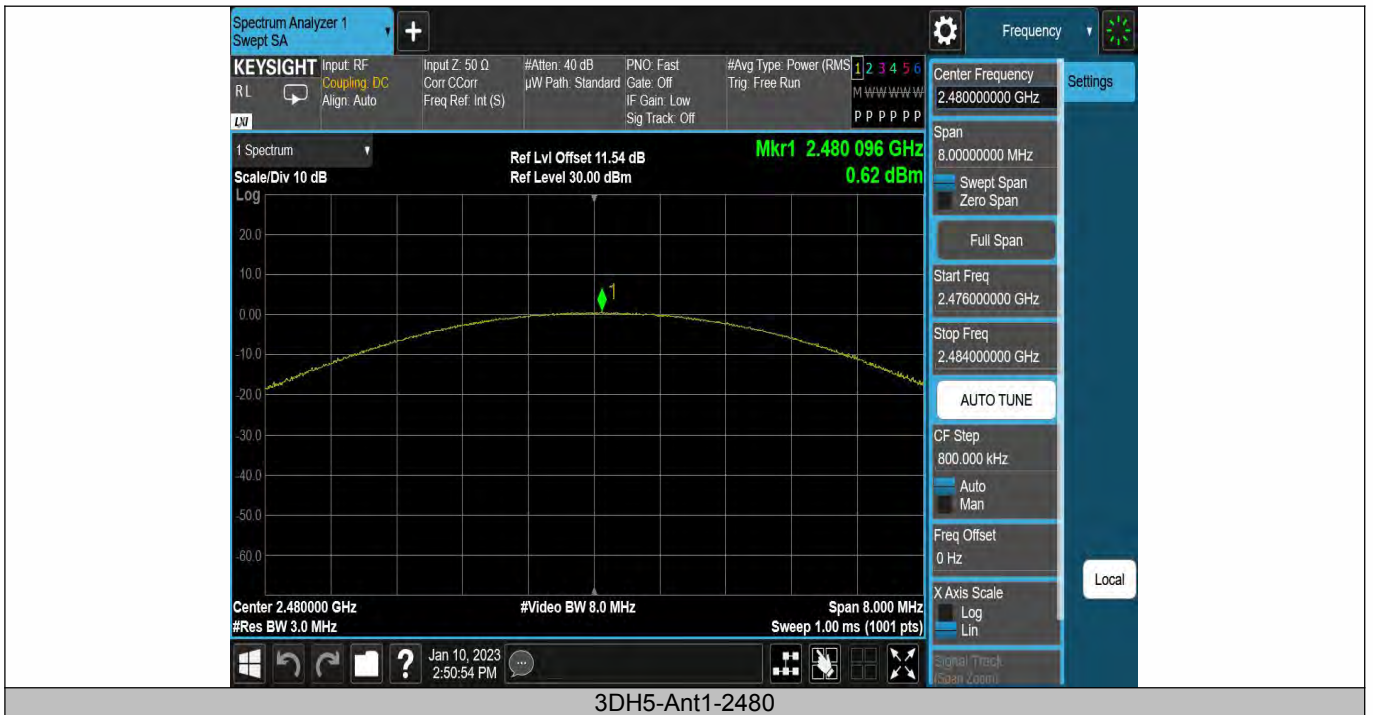 Spectrum Analyzer 1
Swept SA
+
Frequency
KEYSIGHT
R L
LXI
Input: RF
Coupling: DC
Align: Auto
Input Z: 50 Ω
Corr CCorr
Freq Ref: Int (S)
#Atten: 40 dB
µW Path: Standard
PNO: Fast
Gate: Off
IF Gain: Low
Sig Track: Off
#Avg Type: Power (RMS
Trig: Free Run
1 2 3 4 5 6
M W W W W W
P P P P P P
Center Frequency
2.480000000 GHz
Settings
Span
8.00000000 MHz
Swept Span
Zero Span
Full Span
Start Freq
2.476000000 GHz
Stop Freq
2.484000000 GHz
AUTO TUNE
CF Step
800.000 kHz
Auto
Man
Freq Offset
0 Hz
X Axis Scale
Log
Lin
Signal Track
(Span Zoom)
Local
1 Spectrum
Scale/Div 10 dB
Ref Lvl Offset 11.54 dB
Ref Level 30.00 dBm
Mkr1 2.480 096 GHz
0.62 dBm
Log
20.0
10.0
0.00
-10.0
-20.0
-30.0
-40.0
-50.0
-60.0
1
Center 2.480000 GHz
#Res BW 3.0 MHz
#Video BW 8.0 MHz
Span 8.000 MHz
Sweep 1.00 ms (1001 pts)
?
Jan 10, 2023
2:50:54 PM
3DH5-Ant1-2480